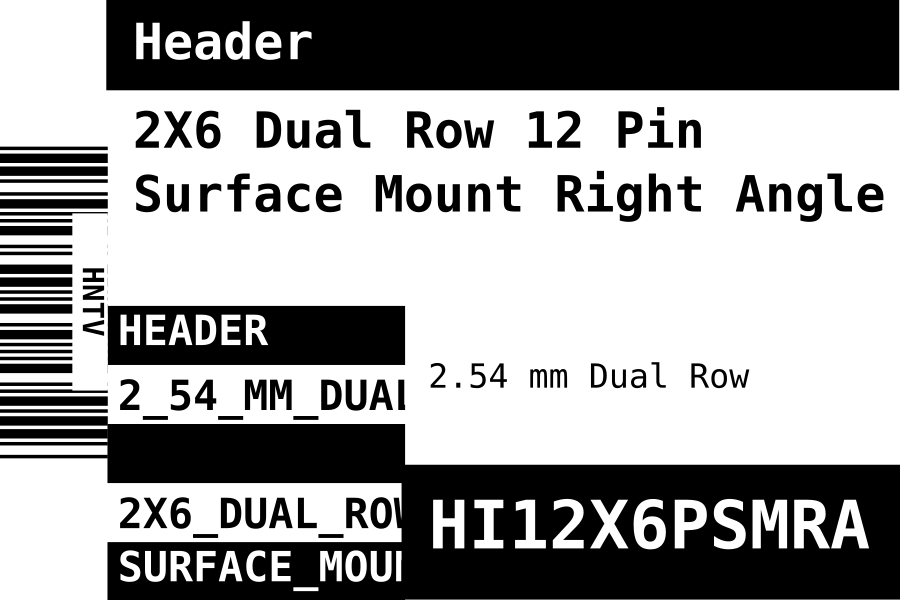 Header
2X6 Dual Row 12 Pin
Surface Mount Right Angle
HNTV
HEADER
2_54_MM_DUAL
2.54 mm Dual Row
2X6_DUAL_ROW
SURFACE_MOUN
HI12X6PSMRA